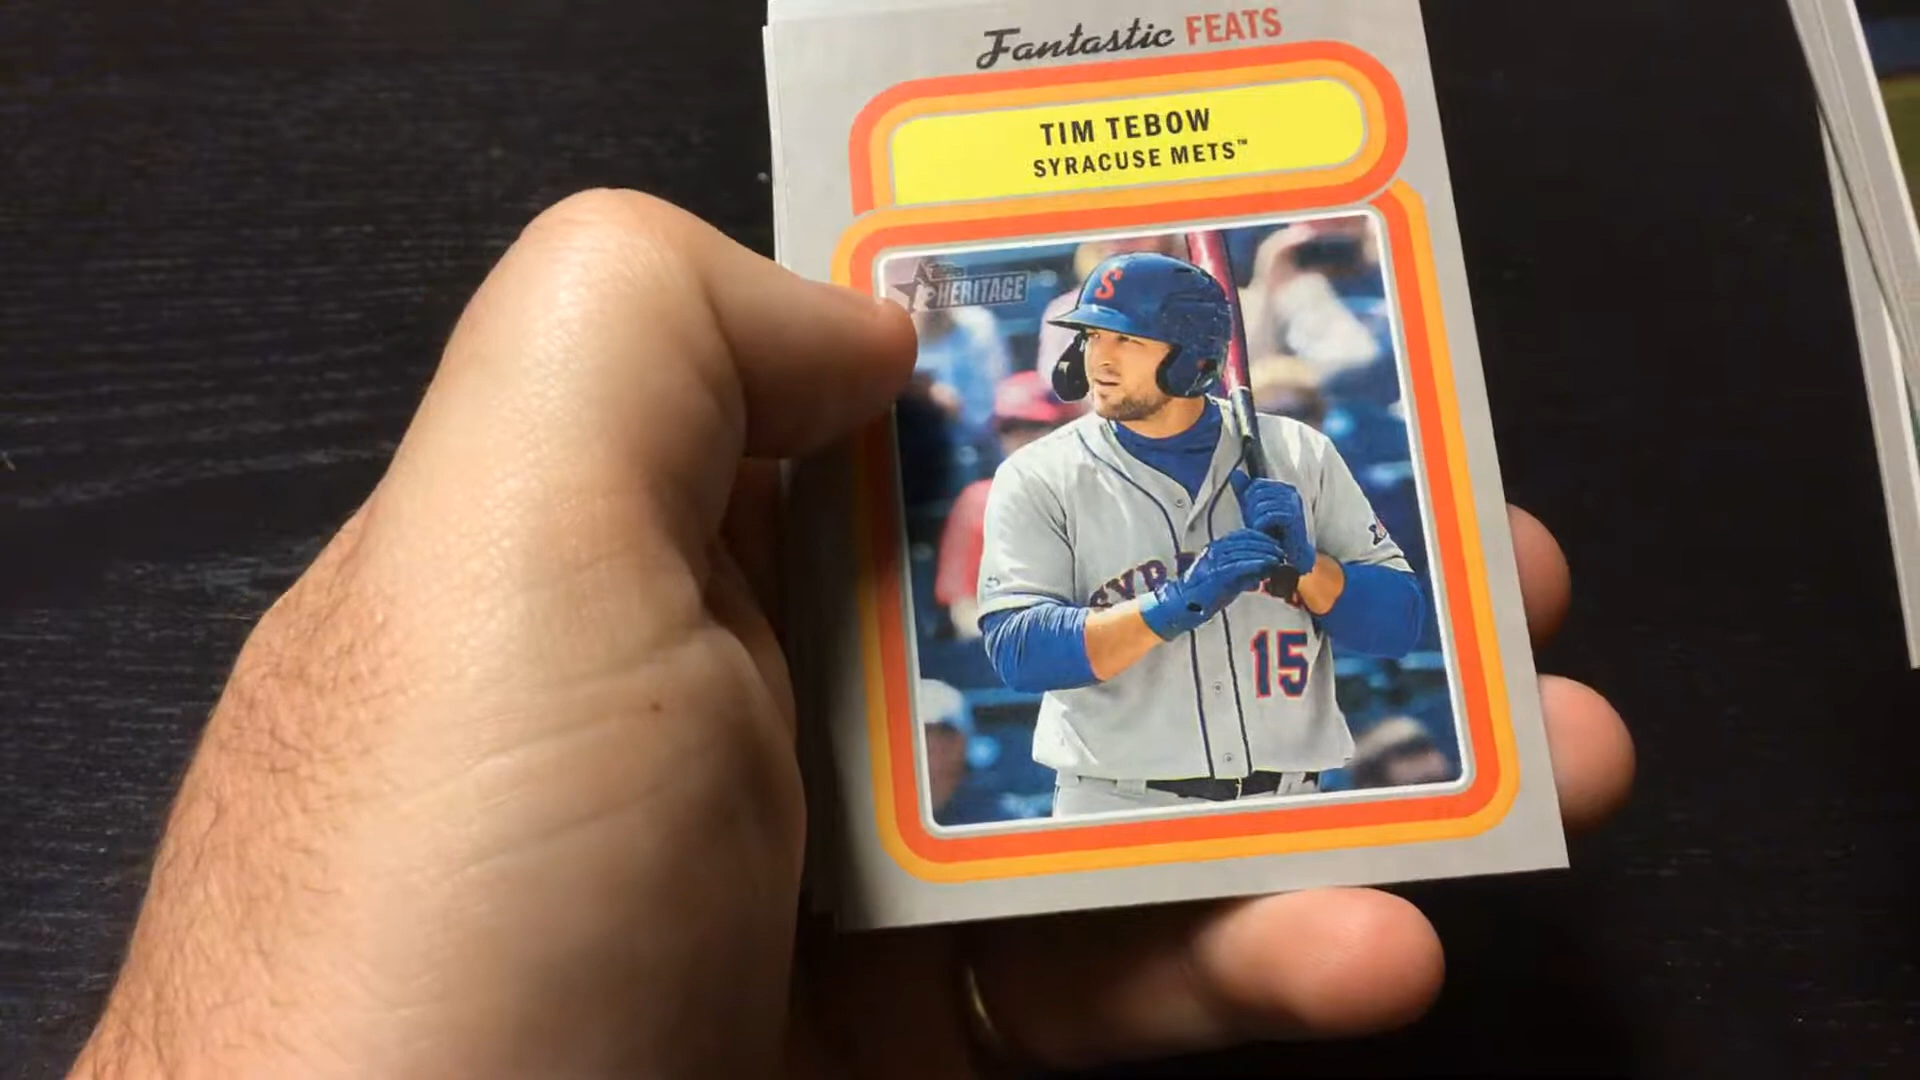 Fantastic FEATS
TIM TEBOW
SYRACUSE METS™
HERITAGE
S
15